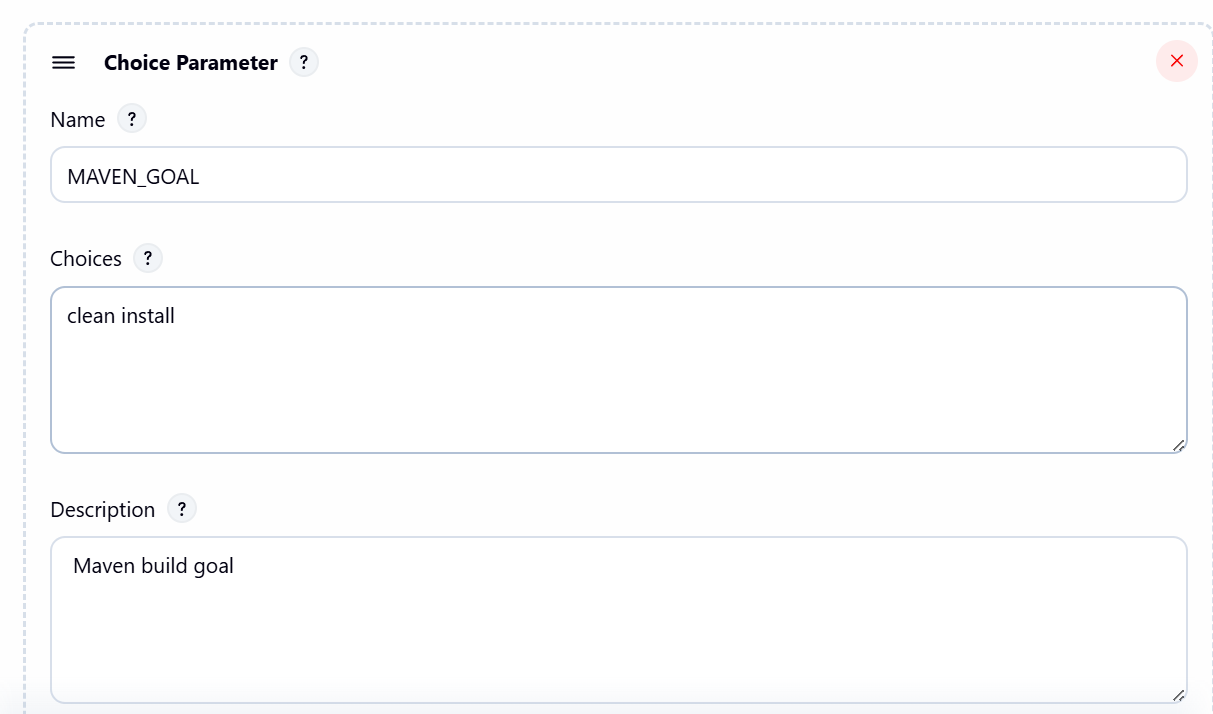 Choice Parameter ?
Name ?
MAVEN_GOAL
Choices ?
clean install
Description ?
Maven build goal